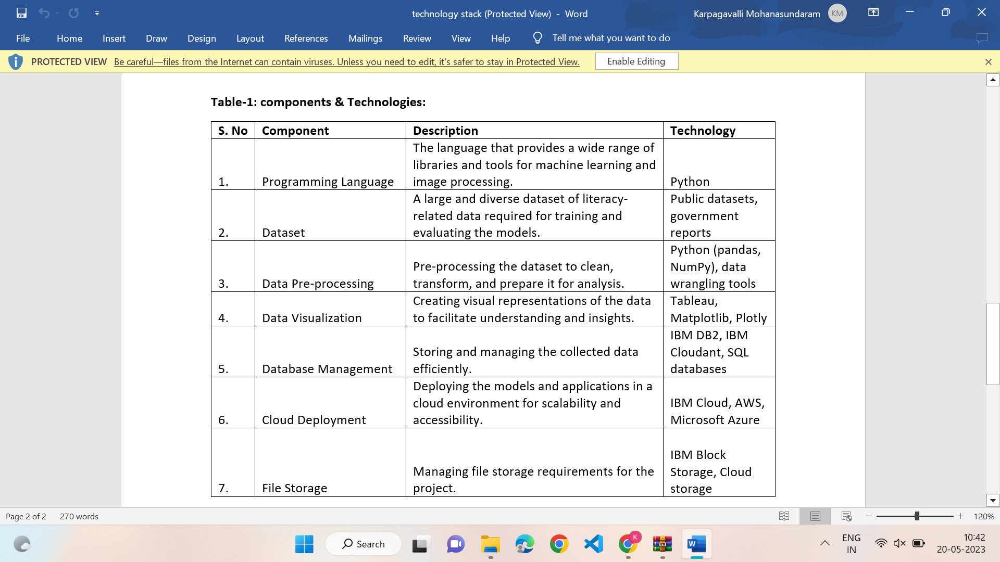 technology stack (Protected View) - Word
Karpagavalli Mohanasundaram
KM
File Home Insert Draw Design Layout References Mailings Review View Help Tell me what you want to do
PROTECTED VIEW Be careful—files from the Internet can contain viruses. Unless you need to edit, it's safer to stay in Protected View. Enable Editing
Table-1: components & Technologies:
S. No Component Description Technology
The language that provides a wide range of
libraries and tools for machine learning and
1. Programming Language image processing. Python
A large and diverse dataset of literacy- Public datasets,
related data required for training and government
2. Dataset evaluating the models. reports
Python (pandas,
Pre-processing the dataset to clean, NumPy), data
3. Data Pre-processing transform, and prepare it for analysis. wrangling tools
Creating visual representations of the data Tableau,
4. Data Visualization to facilitate understanding and insights. Matplotlib, Plotly
IBM DB2, IBM
Storing and managing the collected data Cloudant, SQL
5. Database Management efficiently. databases
Deploying the models and applications in a
cloud environment for scalability and IBM Cloud, AWS,
6. Cloud Deployment accessibility. Microsoft Azure
IBM Block
Managing file storage requirements for the Storage, Cloud
7. File Storage project. storage
Page 2 of 2 270 words 120%
Search
K
W
ENG
IN
10:42
20-05-2023